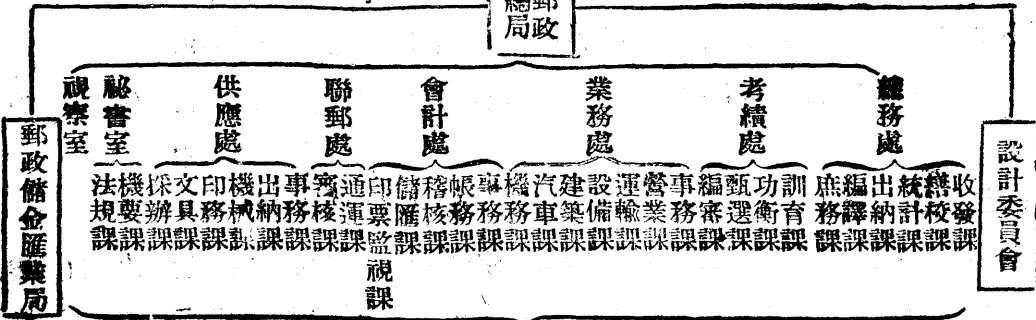 郵政總局
設計委員會
總務處
收發課
繕校課
統計課
出納課
編譯課
庶務課
考績處
訓育課
功銜課
甄選課
編審課
業務處
事務課
營業課
運輸課
設備課
建築課
汽車課
機務課
會計處
事務課
帳務課
稽核課
儲匯課
印票監視課
聯郵處
通運課
審核課
供應處
事務課
出納課
機械課
印務課
文具課
採辦課
祕書室
機要課
法規課
視察室
郵政儲金匯業局